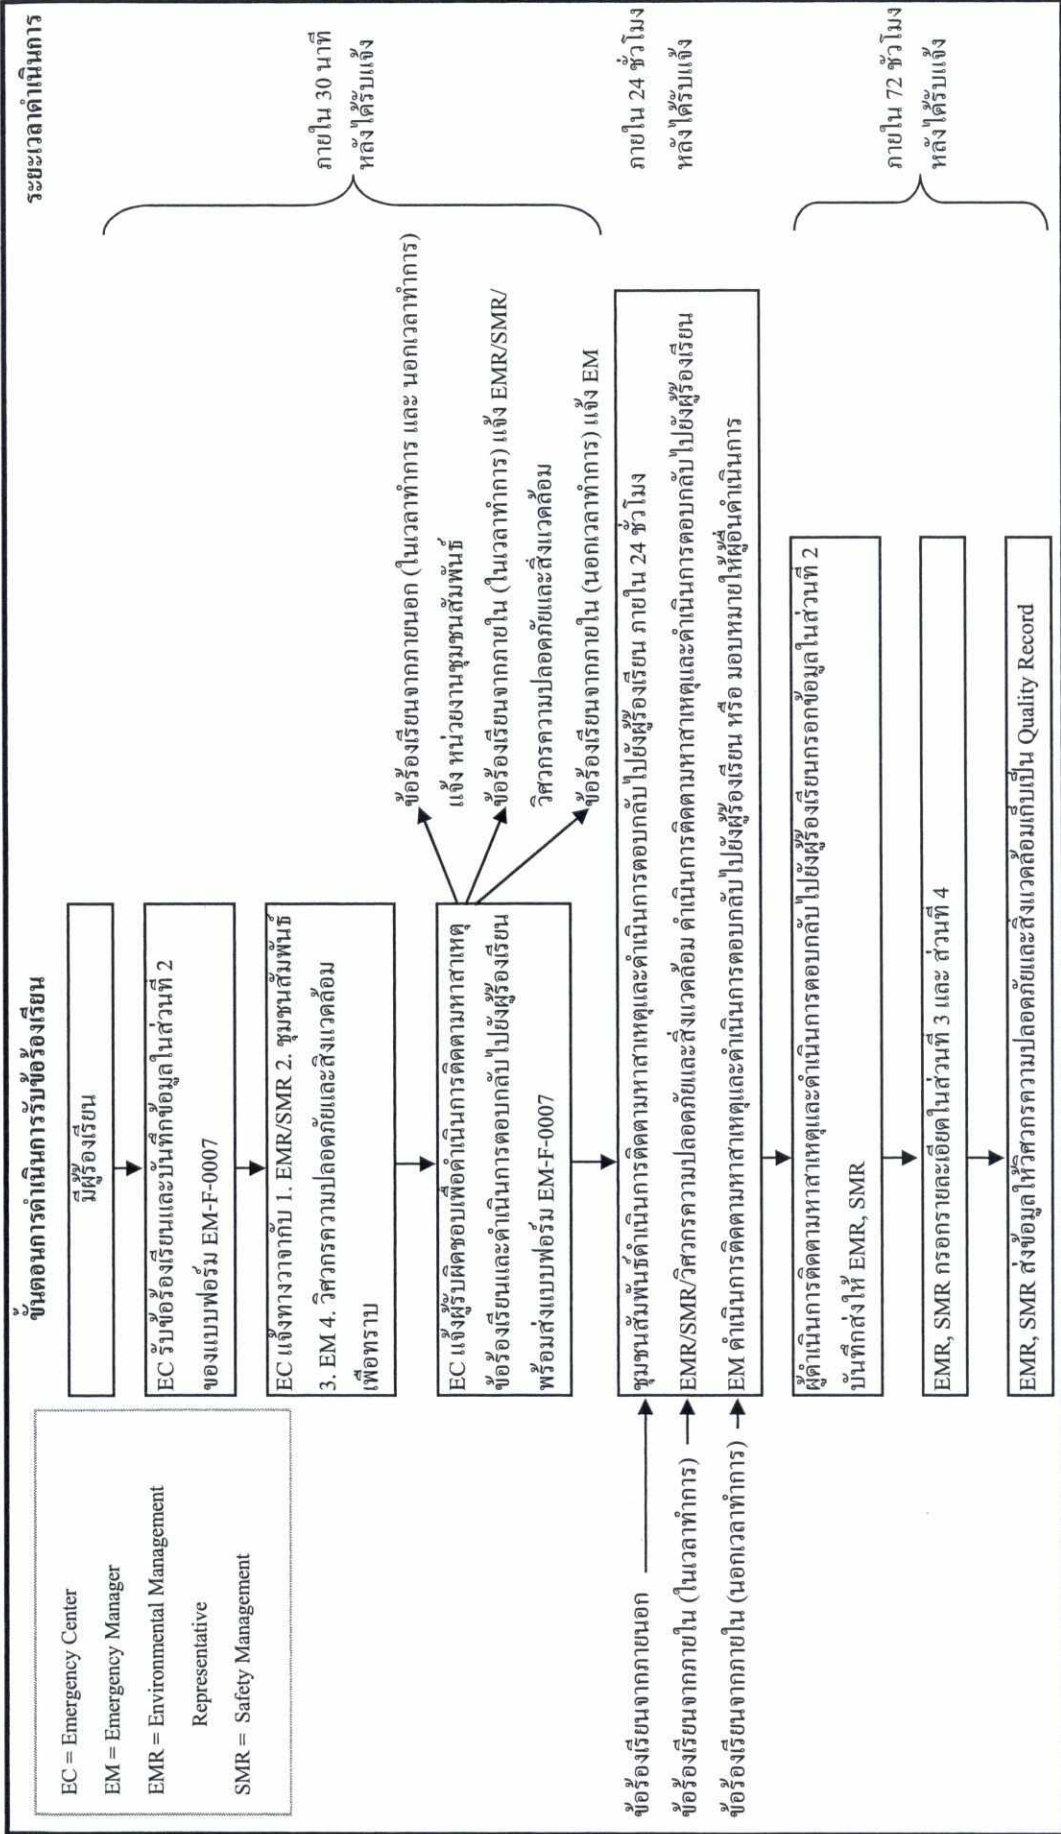 ขั้นตอนการดำเนินการรับข้อร้องเรียน
ระยะเวลาดำเนินการ
EC = Emergency Center
EM = Emergency Manager
EMR = Environmental Management
Representative
SMR = Safety Management
มีผู้ร้องเรียน
EC รับข้อร้องเรียนและบันทึกข้อมูลในส่วนที่ 2
ของแบบฟอร์ม EM-F-0007
EC แจ้งทางวาจากับ 1. EMR/SMR 2. ชุมชนสัมพันธ์
3. EM 4. วิศวกรความปลอดภัยและสิ่งแวดล้อม
เพื่อทราบ
EC แจ้งผู้รับผิดชอบเพื่อดำเนินการติดตามหาสาเหตุ
ข้อร้องเรียนและดำเนินการตอบกลับไปยังผู้ร้องเรียน
พร้อมส่งแบบฟอร์ม EM-F-0007
ข้อร้องเรียนจากภายนอก (ในเวลาทำการ และ นอกเวลาทำการ)
แจ้ง หน่วยงานชุมชนสัมพันธ์
ข้อร้องเรียนจากภายใน (ในเวลาทำการ) แจ้ง EMR/SMR/
วิศวกรความปลอดภัยและสิ่งแวดล้อม
ข้อร้องเรียนจากภายใน (นอกเวลาทำการ) แจ้ง EM
ภายใน 30 นาที
หลังได้รับแจ้ง
ข้อร้องเรียนจากภายนอก
ข้อร้องเรียนจากภายใน (ในเวลาทำการ)
ข้อร้องเรียนจากภายใน (นอกเวลาทำการ)
ชุมชนสัมพันธ์ดำเนินการติดตามหาสาเหตุและดำเนินการตอบกลับไปยังผู้ร้องเรียน ภายใน 24 ชั่วโมง
EMR/SMR/วิศวกรความปลอดภัยและสิ่งแวดล้อม ดำเนินการติดตามหาสาเหตุและดำเนินการตอบกลับไปยังผู้ร้องเรียน
EM ดำเนินการติดตามหาสาเหตุและดำเนินการตอบกลับไปยังผู้ร้องเรียน หรือ มอบหมายให้ผู้อื่นดำเนินการ
ภายใน 24 ชั่วโมง
หลังได้รับแจ้ง
ผู้ดำเนินการติดตามหาสาเหตุและดำเนินการตอบกลับไปยังผู้ร้องเรียนกรอกข้อมูลในส่วนที่ 2
บันทึกส่งให้ EMR, SMR
EMR, SMR กรอกรายละเอียดในส่วนที่ 3 และ ส่วนที่ 4
EMR, SMR ส่งข้อมูลให้วิศวกรความปลอดภัยและสิ่งแวดล้อมเก็บเป็น Quality Record
ภายใน 72 ชั่วโมง
หลังได้รับแจ้ง